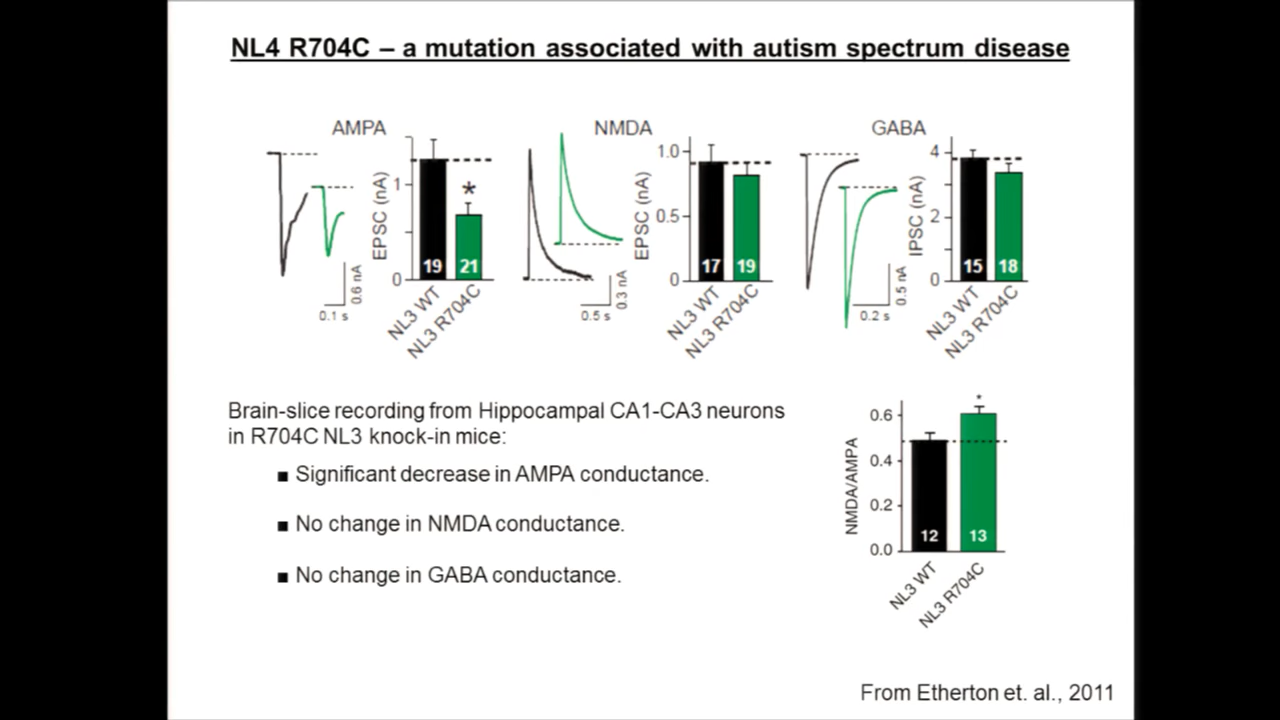 NL4 R704C – a mutation associated with autism spectrum disease
AMPA
EPSC (nA)
1
0
*
19
21
NL3 WT
NL3 R704C
0.6 nA
0.1 s
NMDA
EPSC (nA)
1.0
0.5
0
17
19
NL3 WT
NL3 R704C
0.3 nA
0.5 s
GABA
IPSC (nA)
4
2
0
15
18
NL3 WT
NL3 R704C
0.5 nA
0.2 s
Brain-slice recording from Hippocampal CA1-CA3 neurons
in R704C NL3 knock-in mice:
■ Significant decrease in AMPA conductance.
■ No change in NMDA conductance.
■ No change in GABA conductance.
NMDA/AMPA
0.6
0.4
0.2
0.0
*
12
13
NL3 WT
NL3 R704C
From Etherton et. al., 2011